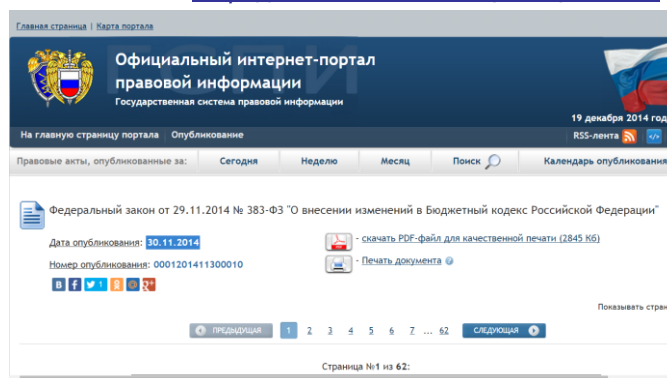 Главная страница | Карта портала
Официальный интернет-портал
правовой информации
Государственная система правовой информации
19 декабря 2014 год
На главную страницу портала Опубликование
RSS-лента
Правовые акты, опубликованные за: Сегодня Неделю Месяц Поиск Календарь опубликования
Федеральный закон от 29.11.2014 № 383-ФЗ "О внесении изменений в Бюджетный кодекс Российской Федерации"
Дата опубликования: 30.11.2014 - скачать PDF-файл для качественной печати (2845 Кб)
Номер опубликования: 0001201411300010 - Печать документа
Показывать стран
ПРЕДЫДУЩАЯ 1 2 3 4 5 6 7 ... 62 СЛЕДУЮЩАЯ
Страница №1 из 62: